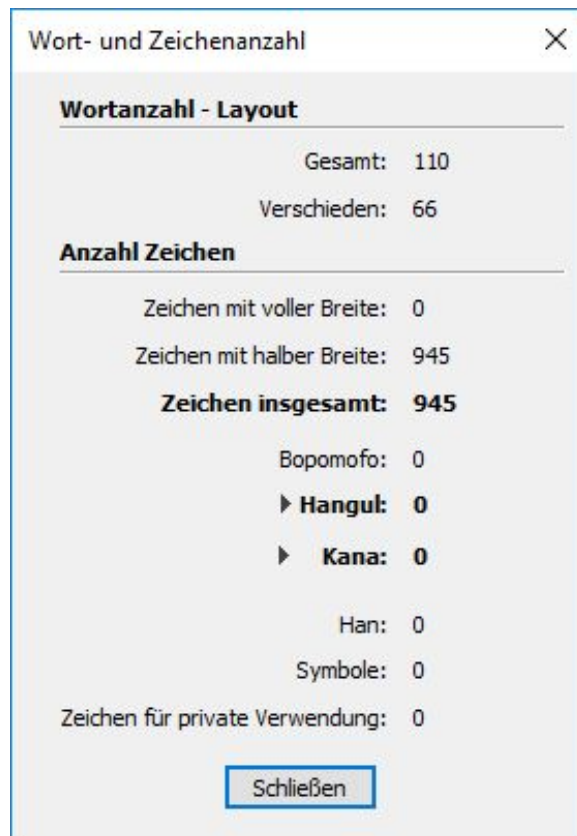 Wort- und Zeichenanzahl
Wortanzahl - Layout
Gesamt: 110
Verschieden: 66
Anzahl Zeichen
Zeichen mit voller Breite: 0
Zeichen mit halber Breite: 945
Zeichen insgesamt: 945
Bopomofo: 0
Hangul: 0
Kana: 0
Han: 0
Symbole: 0
Zeichen für private Verwendung: 0
Schließen